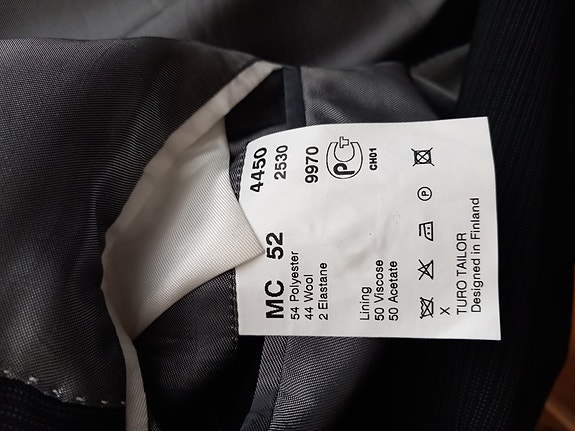 4450
2530
9970
PCT
CH01
MC 52
54 Polyester
44 Wool
2 Elastane
Lining
50 Viscose
50 Acetate
P
X
TURO TAILOR
Designed in Finland